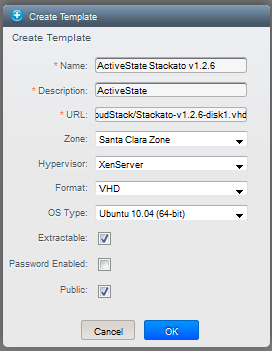 Create Template
Create Template
* Name: ActiveState Stackato v1.2.6
* Description: ActiveState
* URL: oudStack/Stackato-v1.2.6-disk1.vhd
Zone: Santa Clara Zone
Hypervisor: XenServer
Format: VHD
OS Type: Ubuntu 10.04 (64-bit)
Extractable:
Password Enabled:
Public:
Cancel OK